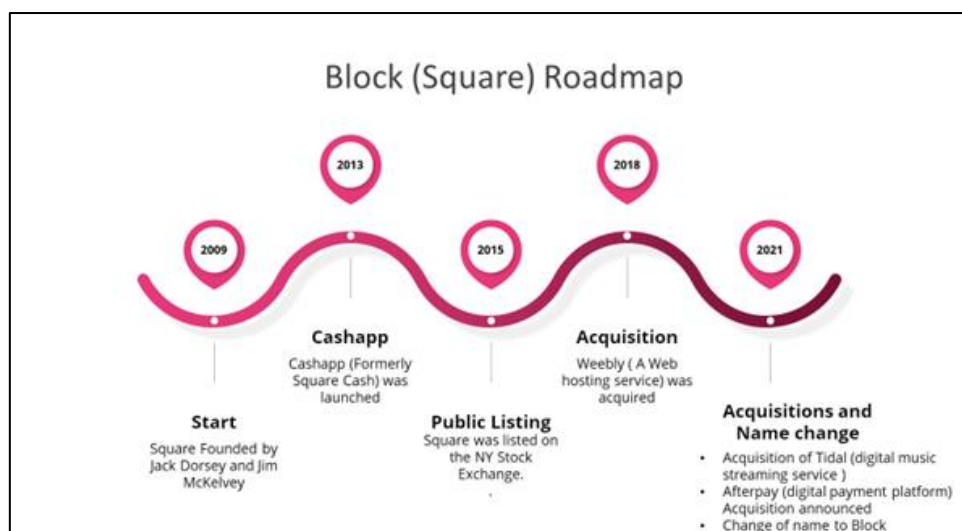 Block (Square) Roadmap
2009
Start
Square Founded by
Jack Dorsey and Jim
McKelvey
2013
Cashapp
Cashapp (Formerly
Square Cash) was
launched
2015
Public Listing
Square was listed on
the NY Stock
Exchange.
.
2018
Acquisition
Weebly ( A Web
hosting service) was
acquired
2021
Acquisitions and
Name change
• Acquisition of Tidal (digital music
streaming service )
• Afterpay (digital payment platform)
Acquisition announced
• Change of name to Block